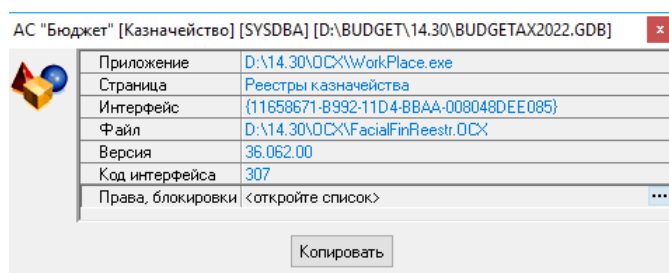 АС "Бюджет" [Казначейство] [SYSDBA] [D:\BUDGET\14.30\BUDGETAX2022.GDB] x
Приложение D:\14.30\OCX\WorkPlace.exe
Страница Реестры казначейства
Интерфейс {11658671-B992-11D4-BBAA-008048DEE085}
Файл D:\14.30\OCX\FacialFinReestr.OCX
Версия 36.062.00
Код интерфейса 307
Права, блокировки <откройте список> ...
Копировать